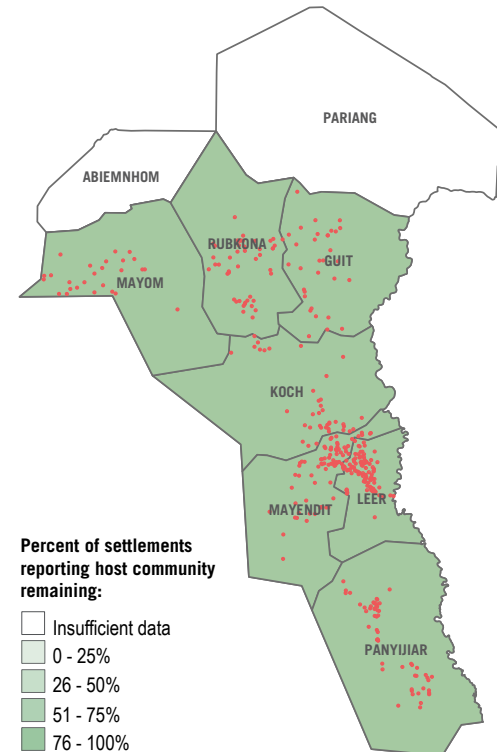 PARIANG
ABIEMNHOM
RUBKONA
GUIT
MAYOM
KOCH
LEER
MAYENDIT
PANYIJIAR
Percent of settlements
reporting host community
remaining:
Insufficient data
0 - 25%
26 - 50%
51 - 75%
76 - 100%